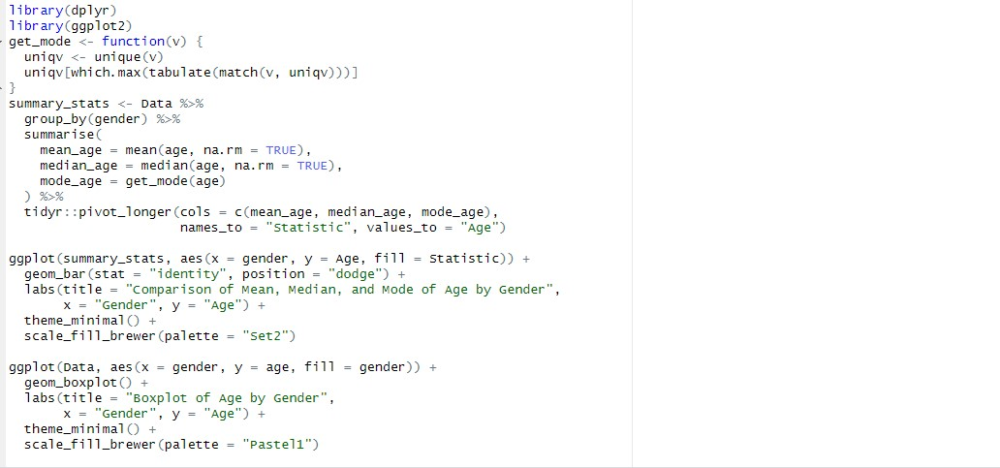 library(dplyr)
library(ggplot2)
get_mode <- function(v) {
  uniqv <- unique(v)
  uniqv[which.max(tabulate(match(v, uniqv)))]
}
summary_stats <- Data %>%
  group_by(gender) %>%
  summarise(
    mean_age = mean(age, na.rm = TRUE),
    median_age = median(age, na.rm = TRUE),
    mode_age = get_mode(age)
  ) %>%
  tidyr::pivot_longer(cols = c(mean_age, median_age, mode_age),
                      names_to = "Statistic", values_to = "Age")

ggplot(summary_stats, aes(x = gender, y = Age, fill = Statistic)) +
  geom_bar(stat = "identity", position = "dodge") +
  labs(title = "Comparison of Mean, Median, and Mode of Age by Gender",
       x = "Gender", y = "Age") +
  theme_minimal() +
  scale_fill_brewer(palette = "Set2")

ggplot(Data, aes(x = gender, y = age, fill = gender)) +
  geom_boxplot() +
  labs(title = "Boxplot of Age by Gender",
       x = "Gender", y = "Age") +
  theme_minimal() +
  scale_fill_brewer(palette = "Pastel1")